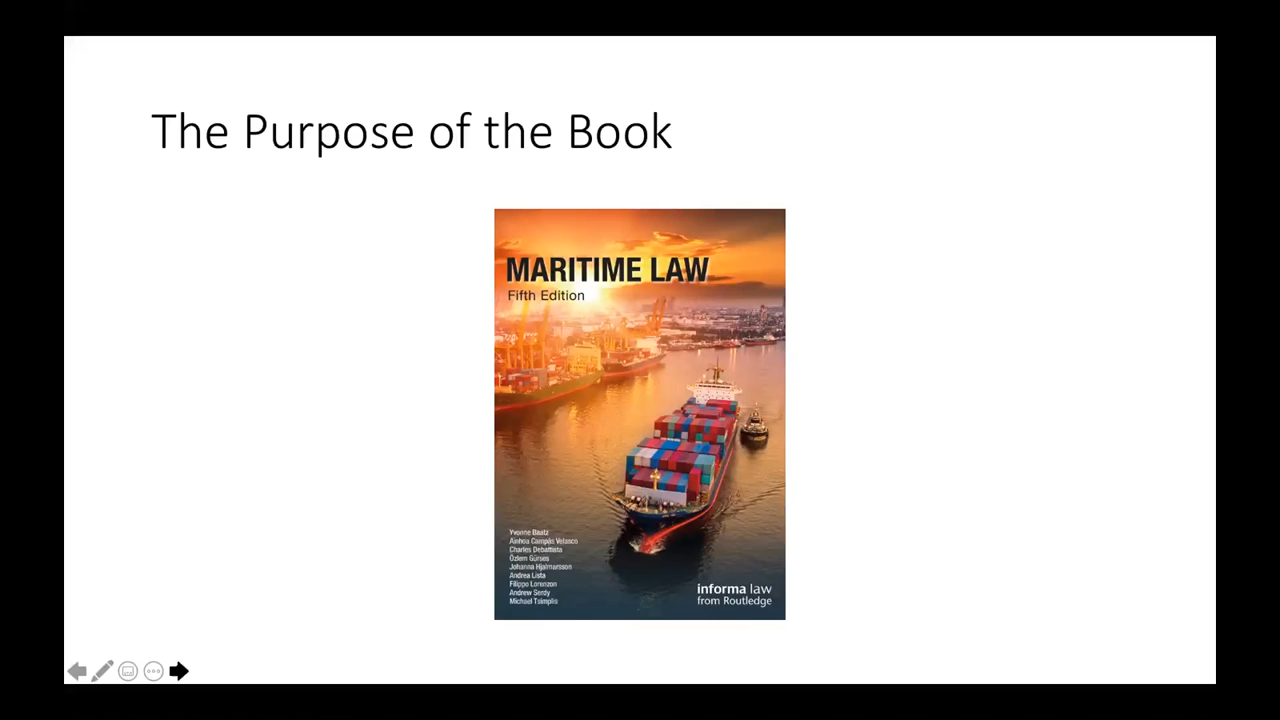 The Purpose of the Book
MARITIME LAW
Fifth Edition
Yvonne Baatz
Ainhoa Campàs Velasco
Charles Debattista
Özlem Gürses
Johanna Hjalmarsson
Andrea Lista
Filippo Lorenzon
Andrew Serdy
Michael Tsimplis
informa law
from Routledge